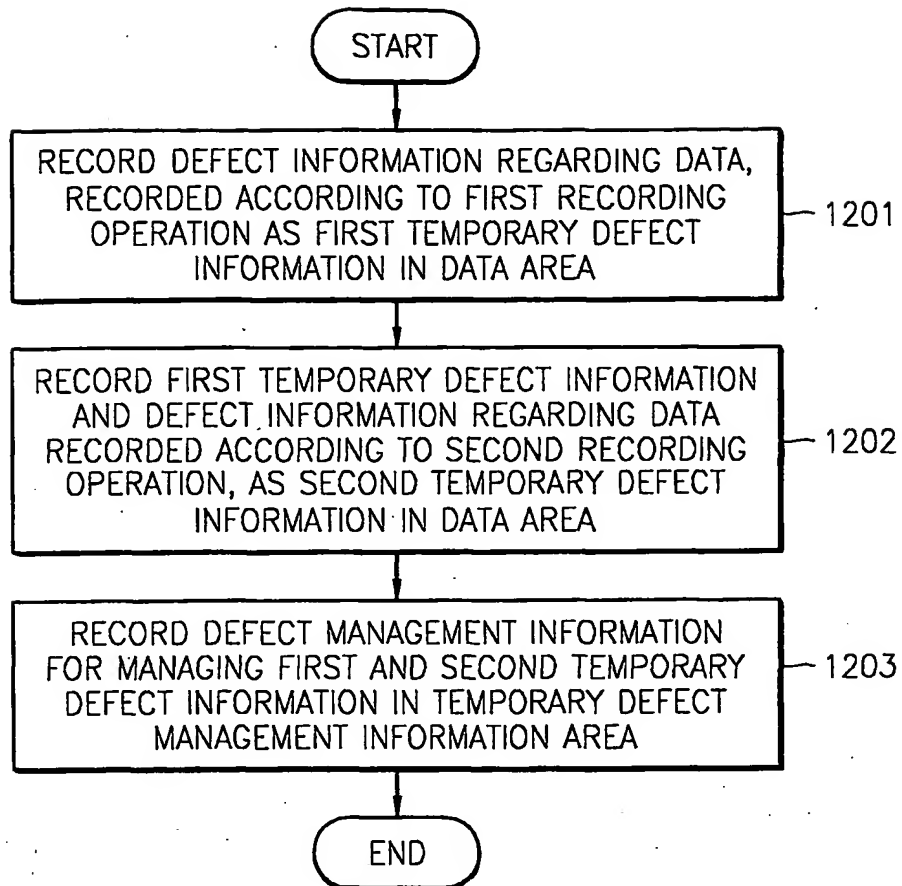 START
RECORD DEFECT INFORMATION REGARDING DATA,
RECORDED ACCORDING TO FIRST RECORDING
OPERATION AS FIRST TEMPORARY DEFECT
INFORMATION IN DATA AREA
1201
RECORD FIRST TEMPORARY DEFECT INFORMATION
AND DEFECT INFORMATION REGARDING DATA
RECORDED ACCORDING TO SECOND RECORDING
OPERATION, AS SECOND TEMPORARY DEFECT
INFORMATION IN DATA AREA
1202
RECORD DEFECT MANAGEMENT INFORMATION
FOR MANAGING FIRST AND SECOND TEMPORARY
DEFECT INFORMATION IN TEMPORARY DEFECT
MANAGEMENT INFORMATION AREA
1203
END